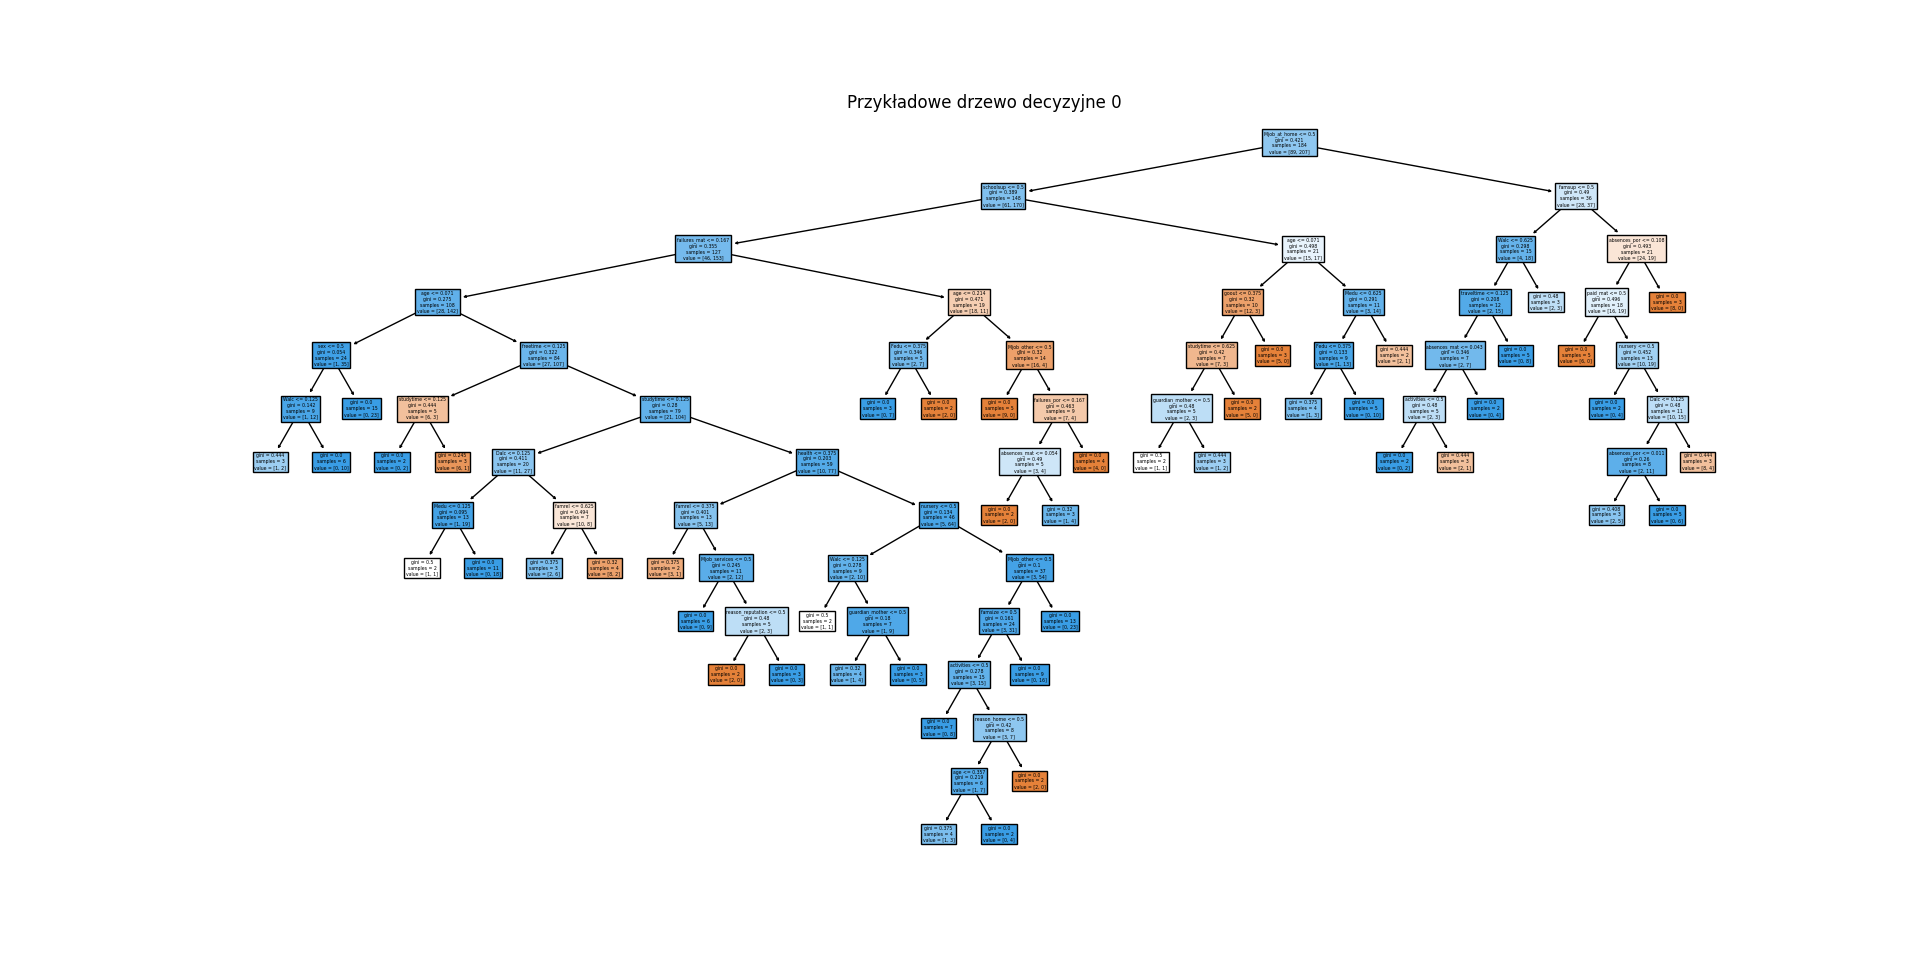 Przykładowe drzewo decyzyjne 0
Mjob_at_home <= 0.5
gini = 0.421
samples = 184
value = [89, 207]
schoolsup <= 0.5
gini = 0.389
samples = 148
value = [61, 170]
famsup <= 0.5
gini = 0.49
samples = 36
value = [28, 37]
failures_mat <= 0.167
gini = 0.355
samples = 127
value = [46, 153]
age <= 0.071
gini = 0.498
samples = 21
value = [15, 17]
Walc <= 0.625
gini = 0.298
samples = 15
value = [4, 18]
absences_por <= 0.108
gini = 0.493
samples = 21
value = [24, 19]
age <= 0.071
gini = 0.275
samples = 108
value = [28, 142]
age <= 0.214
gini = 0.471
samples = 19
value = [18, 11]
goout <= 0.375
gini = 0.32
samples = 10
value = [12, 3]
Medu <= 0.625
gini = 0.291
samples = 11
value = [3, 14]
traveltime <= 0.125
gini = 0.208
samples = 12
value = [2, 15]
gini = 0.48
samples = 3
value = [2, 3]
paid_mat <= 0.5
gini = 0.496
samples = 18
value = [16, 19]
gini = 0.0
samples = 3
value = [8, 0]
sex <= 0.5
gini = 0.054
samples = 24
value = [1, 35]
freetime <= 0.125
gini = 0.322
samples = 84
value = [27, 107]
Fedu <= 0.375
gini = 0.346
samples = 5
value = [2, 7]
Mjob_other <= 0.5
gini = 0.32
samples = 14
value = [16, 4]
studytime <= 0.625
gini = 0.42
samples = 7
value = [7, 3]
gini = 0.0
samples = 3
value = [5, 0]
Fedu <= 0.375
gini = 0.133
samples = 9
value = [1, 13]
gini = 0.444
samples = 2
value = [2, 1]
absences_mat <= 0.043
gini = 0.346
samples = 7
value = [2, 7]
gini = 0.0
samples = 5
value = [0, 8]
gini = 0.0
samples = 5
value = [6, 0]
nursery <= 0.5
gini = 0.452
samples = 13
value = [10, 19]
Walc <= 0.125
gini = 0.142
samples = 9
value = [1, 12]
gini = 0.0
samples = 15
value = [0, 23]
studytime <= 0.125
gini = 0.444
samples = 5
value = [6, 3]
studytime <= 0.125
gini = 0.28
samples = 79
value = [21, 104]
gini = 0.0
samples = 3
value = [0, 7]
gini = 0.0
samples = 2
value = [2, 0]
gini = 0.0
samples = 5
value = [9, 0]
failures_por <= 0.167
gini = 0.463
samples = 9
value = [7, 4]
guardian_mother <= 0.5
gini = 0.48
samples = 5
value = [2, 3]
gini = 0.0
samples = 2
value = [5, 0]
gini = 0.375
samples = 4
value = [1, 3]
gini = 0.0
samples = 5
value = [0, 10]
activities <= 0.5
gini = 0.48
samples = 5
value = [2, 3]
gini = 0.0
samples = 2
value = [0, 4]
gini = 0.0
samples = 2
value = [0, 4]
Dalc <= 0.125
gini = 0.48
samples = 11
value = [10, 15]
gini = 0.444
samples = 3
value = [1, 2]
gini = 0.0
samples = 6
value = [0, 10]
gini = 0.0
samples = 2
value = [0, 2]
gini = 0.245
samples = 3
value = [6, 1]
Dalc <= 0.125
gini = 0.411
samples = 20
value = [11, 27]
health <= 0.375
gini = 0.203
samples = 59
value = [10, 77]
absences_mat <= 0.054
gini = 0.49
samples = 5
value = [3, 4]
gini = 0.0
samples = 4
value = [4, 0]
gini = 0.5
samples = 2
value = [1, 1]
gini = 0.444
samples = 3
value = [1, 2]
gini = 0.0
samples = 2
value = [0, 2]
gini = 0.444
samples = 3
value = [2, 1]
absences_por <= 0.011
gini = 0.26
samples = 8
value = [2, 11]
gini = 0.444
samples = 3
value = [8, 4]
Medu <= 0.125
gini = 0.095
samples = 13
value = [1, 19]
famrel <= 0.625
gini = 0.494
samples = 7
value = [10, 8]
famrel <= 0.375
gini = 0.401
samples = 13
value = [5, 13]
nursery <= 0.5
gini = 0.134
samples = 46
value = [5, 64]
gini = 0.0
samples = 2
value = [2, 0]
gini = 0.32
samples = 3
value = [1, 4]
gini = 0.408
samples = 3
value = [2, 5]
gini = 0.0
samples = 5
value = [0, 6]
gini = 0.5
samples = 2
value = [1, 1]
gini = 0.0
samples = 11
value = [0, 18]
gini = 0.375
samples = 3
value = [2, 6]
gini = 0.32
samples = 4
value = [8, 2]
gini = 0.375
samples = 2
value = [3, 1]
Mjob_services <= 0.5
gini = 0.245
samples = 11
value = [2, 12]
Walc <= 0.125
gini = 0.278
samples = 9
value = [2, 10]
Mjob_other <= 0.5
gini = 0.1
samples = 37
value = [3, 54]
gini = 0.0
samples = 6
value = [0, 9]
reason_reputation <= 0.5
gini = 0.48
samples = 5
value = [2, 3]
gini = 0.5
samples = 2
value = [1, 1]
guardian_mother <= 0.5
gini = 0.18
samples = 7
value = [1, 9]
famsize <= 0.5
gini = 0.161
samples = 24
value = [3, 31]
gini = 0.0
samples = 13
value = [0, 23]
gini = 0.0
samples = 2
value = [2, 0]
gini = 0.0
samples = 3
value = [0, 3]
gini = 0.32
samples = 4
value = [1, 4]
gini = 0.0
samples = 3
value = [0, 5]
activities <= 0.5
gini = 0.278
samples = 15
value = [3, 15]
gini = 0.0
samples = 9
value = [0, 16]
gini = 0.0
samples = 7
value = [0, 8]
reason_home <= 0.5
gini = 0.42
samples = 8
value = [3, 7]
age <= 0.357
gini = 0.219
samples = 6
value = [1, 7]
gini = 0.0
samples = 2
value = [2, 0]
gini = 0.375
samples = 4
value = [1, 3]
gini = 0.0
samples = 2
value = [0, 4]